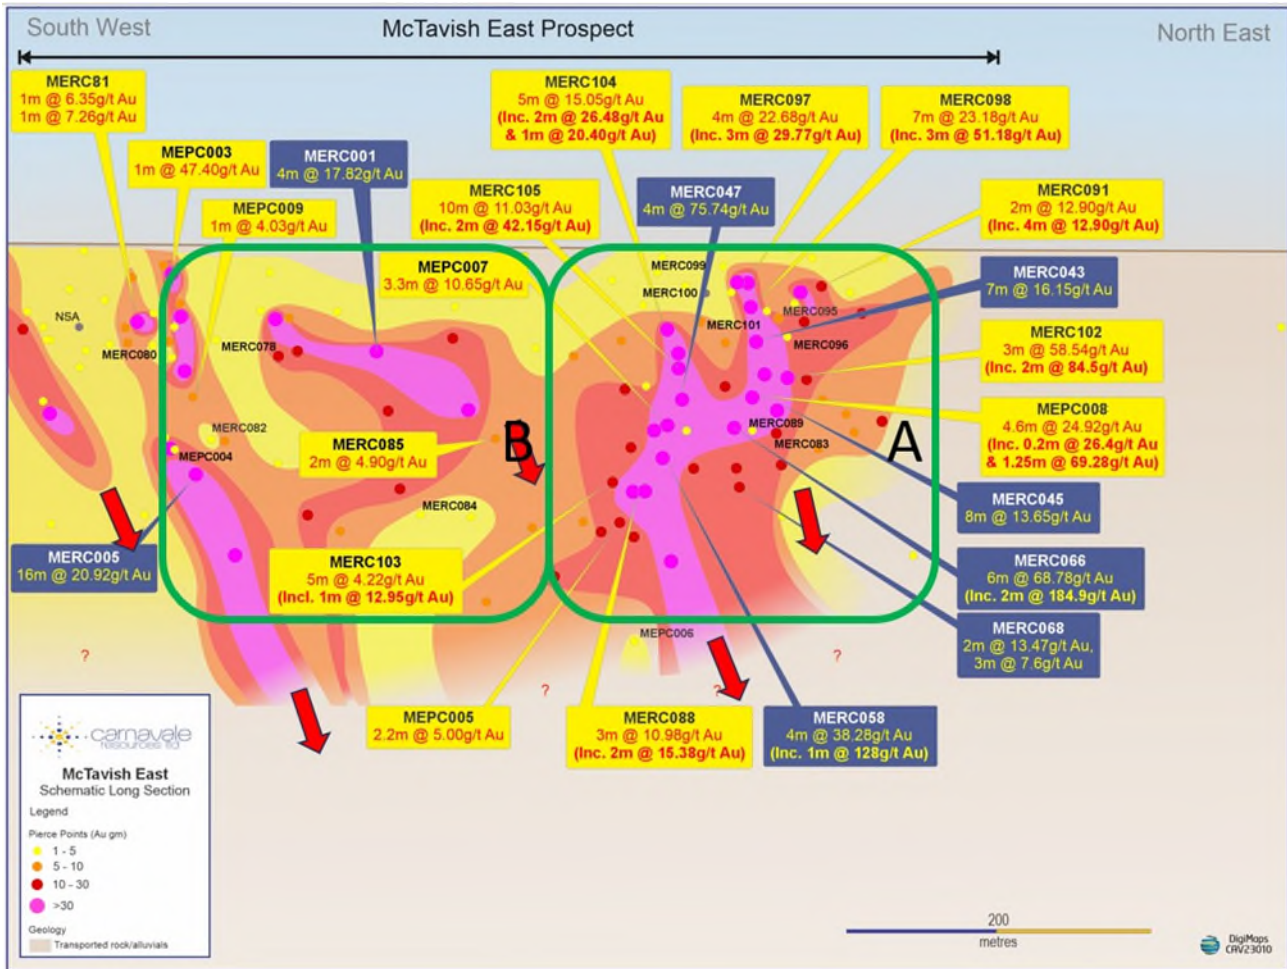 South West
McTavish East Prospect
North East
MERC81
1m @ 6.35g/t Au
1m @ 7.26g/t Au
MEPC003
1m @ 47.40g/t Au
MEPC009
1m @ 4.03g/t Au
MERC001
4m @ 17.82g/t Au
MERC104
5m @ 15.05g/t Au
(Inc. 2m @ 26.48g/t Au
& 1m @ 20.40g/t Au)
MERC097
4m @ 22.68g/t Au
(Inc. 3m @ 29.77g/t Au)
MERC098
7m @ 23.18g/t Au
(Inc. 3m @ 51.18g/t Au)
MERC105
10m @ 11.03g/t Au
(Inc. 2m @ 42.15g/t Au)
MERC047
4m @ 75.74g/t Au
MERC091
2m @ 12.90g/t Au
(Inc. 4m @ 12.90g/t Au)
MEPC007
3.3m @ 10.65g/t Au
MERC099
MERC100
MERC101
MERC095
MERC096
MERC043
7m @ 16.15g/t Au
NSA
MERC080
MERC078
MERC102
3m @ 58.54g/t Au
(Inc. 2m @ 84.5g/t Au)
MERC082
MEPC004
MERC085
2m @ 4.90g/t Au
B
MERC089
MERC083
A
MEPC008
4.6m @ 24.92g/t Au
(Inc. 0.2m @ 26.4g/t Au
& 1.25m @ 69.28g/t Au)
MERC084
MERC045
8m @ 13.65g/t Au
MERC005
16m @ 20.92g/t Au
MERC103
5m @ 4.22g/t Au
(Incl. 1m @ 12.95g/t Au)
MERC066
6m @ 68.78g/t Au
(Inc. 2m @ 184.9g/t Au)
MEPC006
MERC068
2m @ 13.47g/t Au,
3m @ 7.6g/t Au
?
?
?
?
MEPC005
2.2m @ 5.00g/t Au
MERC088
3m @ 10.98g/t Au
(Inc. 2m @ 15.38g/t Au)
MERC058
4m @ 38.28g/t Au
(Inc. 1m @ 128g/t Au)
carnavale
resources ltd
McTavish East
Schematic Long Section
Legend
Pierce Points (Au gm)
1 - 5
5 - 10
10 - 30
>30
Geology
Transported rock/alluvials
200
metres
DigiMaps
CAV23010